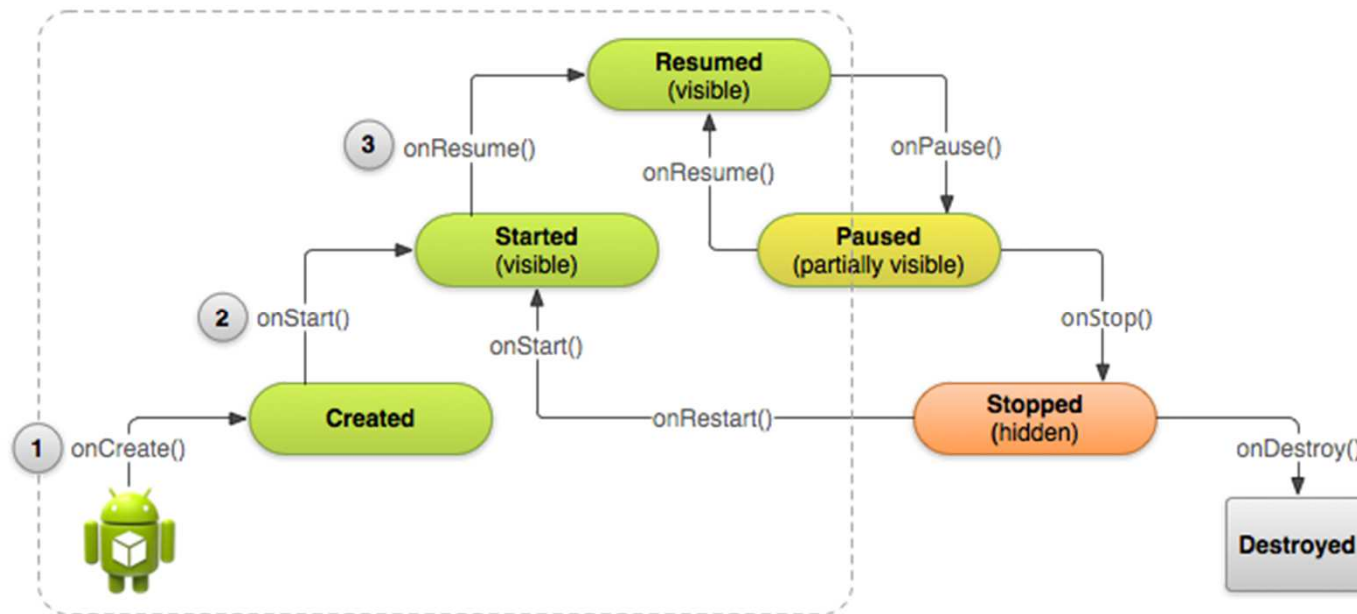 Resumed
(visible)
3
onResume()
onResume()
onPause()
Started
(visible)
Paused
(partially visible)
2
onStart()
onStart()
onStop()
Created
onRestart()
Stopped
(hidden)
1
onCreate()
onDestroy()
Destroyed